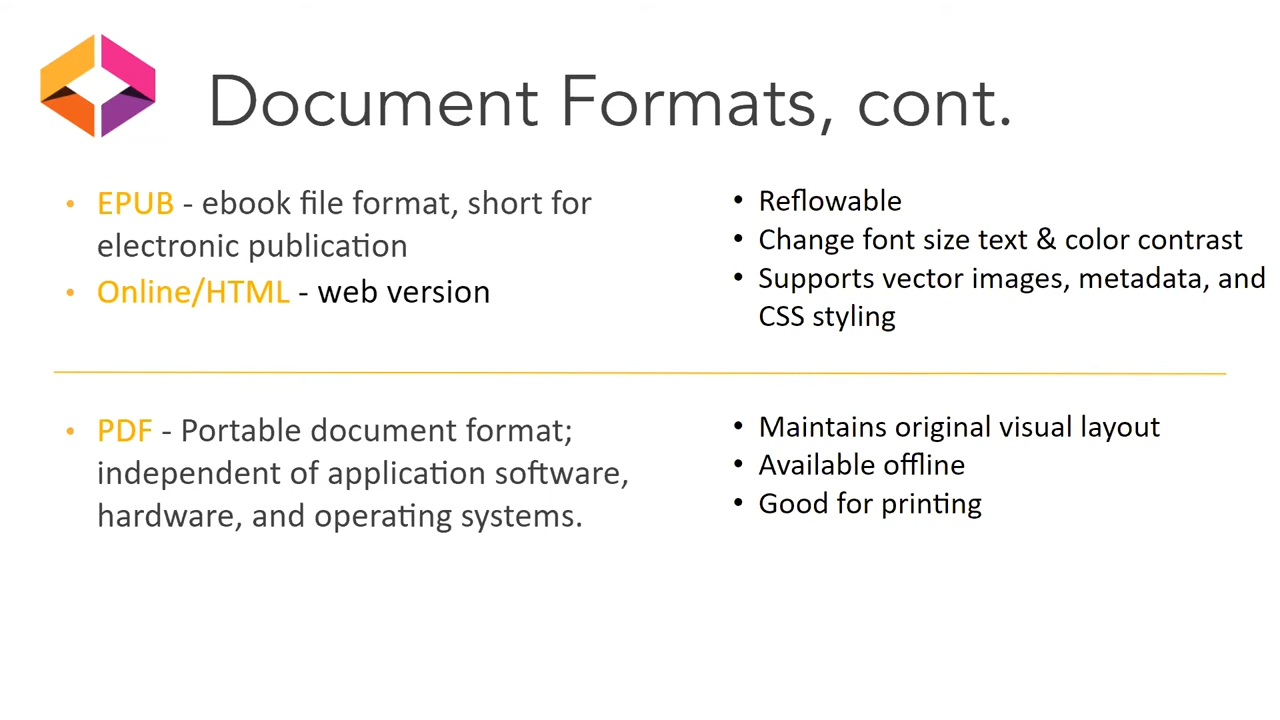 Document Formats, cont.
• EPUB - ebook file format, short for
electronic publication
• Online/HTML - web version
• Reflowable
• Change font size text & color contrast
• Supports vector images, metadata, and
CSS styling
• PDF - Portable document format;
independent of application software,
hardware, and operating systems.
• Maintains original visual layout
• Available offline
• Good for printing